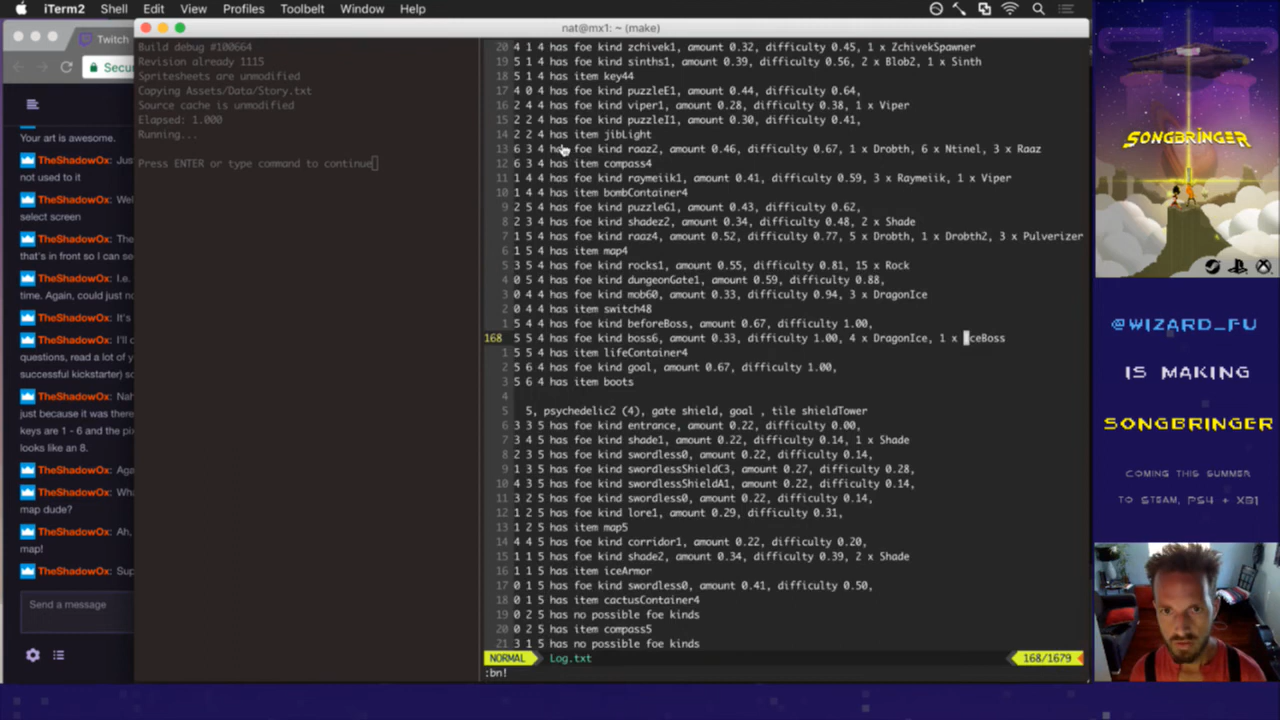 iTerm2 Shell Edit View Profiles Toolbelt Window Help
nat@mx1: ~ (make)
Twitch
Secu
Your art is awesome.
TheShadowOx: Jus
not used to it
TheShadowOx: Wel
select screen
TheShadowOx: The
that's in front so I can se
TheShadowOx: I.e.
time. Again, could just no
TheShadowOx: It's
TheShadowOx: I'll
questions, read a lot of y
successful kickstarter) so
TheShadowOx: Nah
just because it was there
keys are 1 - 6 and the pix
looks like an 8.
TheShadowOx: Aga
TheShadowOx: Wha
map dude?
TheShadowOx: Ah,
map!
TheShadowOx: Sup
Send a message
Build debug #100664
Revision already 1115
Spritesheets are unmodified
Copying Assets/Data/Story.txt
Source cache is unmodified
Elapsed: 1.000
Running...
Press ENTER or type command to continue
20 4 1 4 has foe kind zchivek1, amount 0.32, difficulty 0.45, 1 x ZchivekSpawner
19 5 1 4 has foe kind sinths1, amount 0.39, difficulty 0.56, 2 x Blob2, 1 x Sinth
18 5 1 4 has item key44
17 4 0 4 has foe kind puzzleE1, amount 0.44, difficulty 0.64,
16 2 4 4 has foe kind viper1, amount 0.28, difficulty 0.38, 1 x Viper
15 2 2 4 has foe kind puzzleI1, amount 0.30, difficulty 0.41,
14 2 2 4 has item jibLight
13 6 3 4 has foe kind raaz2, amount 0.46, difficulty 0.67, 1 x Drobth, 6 x Ntinel, 3 x Raaz
12 6 3 4 has item compass4
11 1 4 4 has foe kind raymeiik1, amount 0.41, difficulty 0.59, 3 x Raymeiik, 1 x Viper
10 1 4 4 has item bombContainer4
9 2 5 4 has foe kind puzzleG1, amount 0.43, difficulty 0.62,
8 2 3 4 has foe kind shadez2, amount 0.34, difficulty 0.48, 2 x Shade
7 1 5 4 has foe kind raaz4, amount 0.52, difficulty 0.77, 5 x Drobth, 1 x Drobth2, 3 x Pulverizer
6 1 5 4 has item map4
5 3 5 4 has foe kind rocks1, amount 0.55, difficulty 0.81, 15 x Rock
4 0 5 4 has foe kind dungeonGate1, amount 0.59, difficulty 0.88,
3 0 4 4 has foe kind mob60, amount 0.33, difficulty 0.94, 3 x DragonIce
2 0 4 4 has item switch48
1 5 4 4 has foe kind beforeBoss, amount 0.67, difficulty 1.00,
168 5 5 4 has foe kind boss6, amount 0.33, difficulty 1.00, 4 x DragonIce, 1 x IceBoss
1 5 5 4 has item lifeContainer4
2 5 6 4 has foe kind goal, amount 0.67, difficulty 1.00,
3 5 6 4 has item boots
4
5 5, psychedelic2 (4), gate shield, goal , tile shieldTower
6 3 3 5 has foe kind entrance, amount 0.22, difficulty 0.00,
7 3 4 5 has foe kind shade1, amount 0.22, difficulty 0.14, 1 x Shade
8 2 3 5 has foe kind swordless0, amount 0.22, difficulty 0.14,
9 1 3 5 has foe kind swordlessShieldC3, amount 0.27, difficulty 0.28,
10 4 3 5 has foe kind swordlessShieldA1, amount 0.22, difficulty 0.14,
11 3 2 5 has foe kind swordless0, amount 0.22, difficulty 0.14,
12 1 2 5 has foe kind lore1, amount 0.29, difficulty 0.31,
13 1 2 5 has item map5
14 4 4 5 has foe kind corridor1, amount 0.22, difficulty 0.20,
15 1 1 5 has foe kind shade2, amount 0.34, difficulty 0.39, 2 x Shade
16 1 1 5 has item iceArmor
17 0 1 5 has foe kind swordless0, amount 0.41, difficulty 0.50,
18 0 1 5 has item cactusContainer4
19 0 2 5 has no possible foe kinds
20 0 2 5 has item compass5
21 3 1 5 has no possible foe kinds
NORMAL Log.txt 168/1679
:bn!
SONGBRINGER
@WIZARD_FU
IS MAKING
SONGBRINGER
COMING THIS SUMMER
TO STEAM, PS4 + XB1